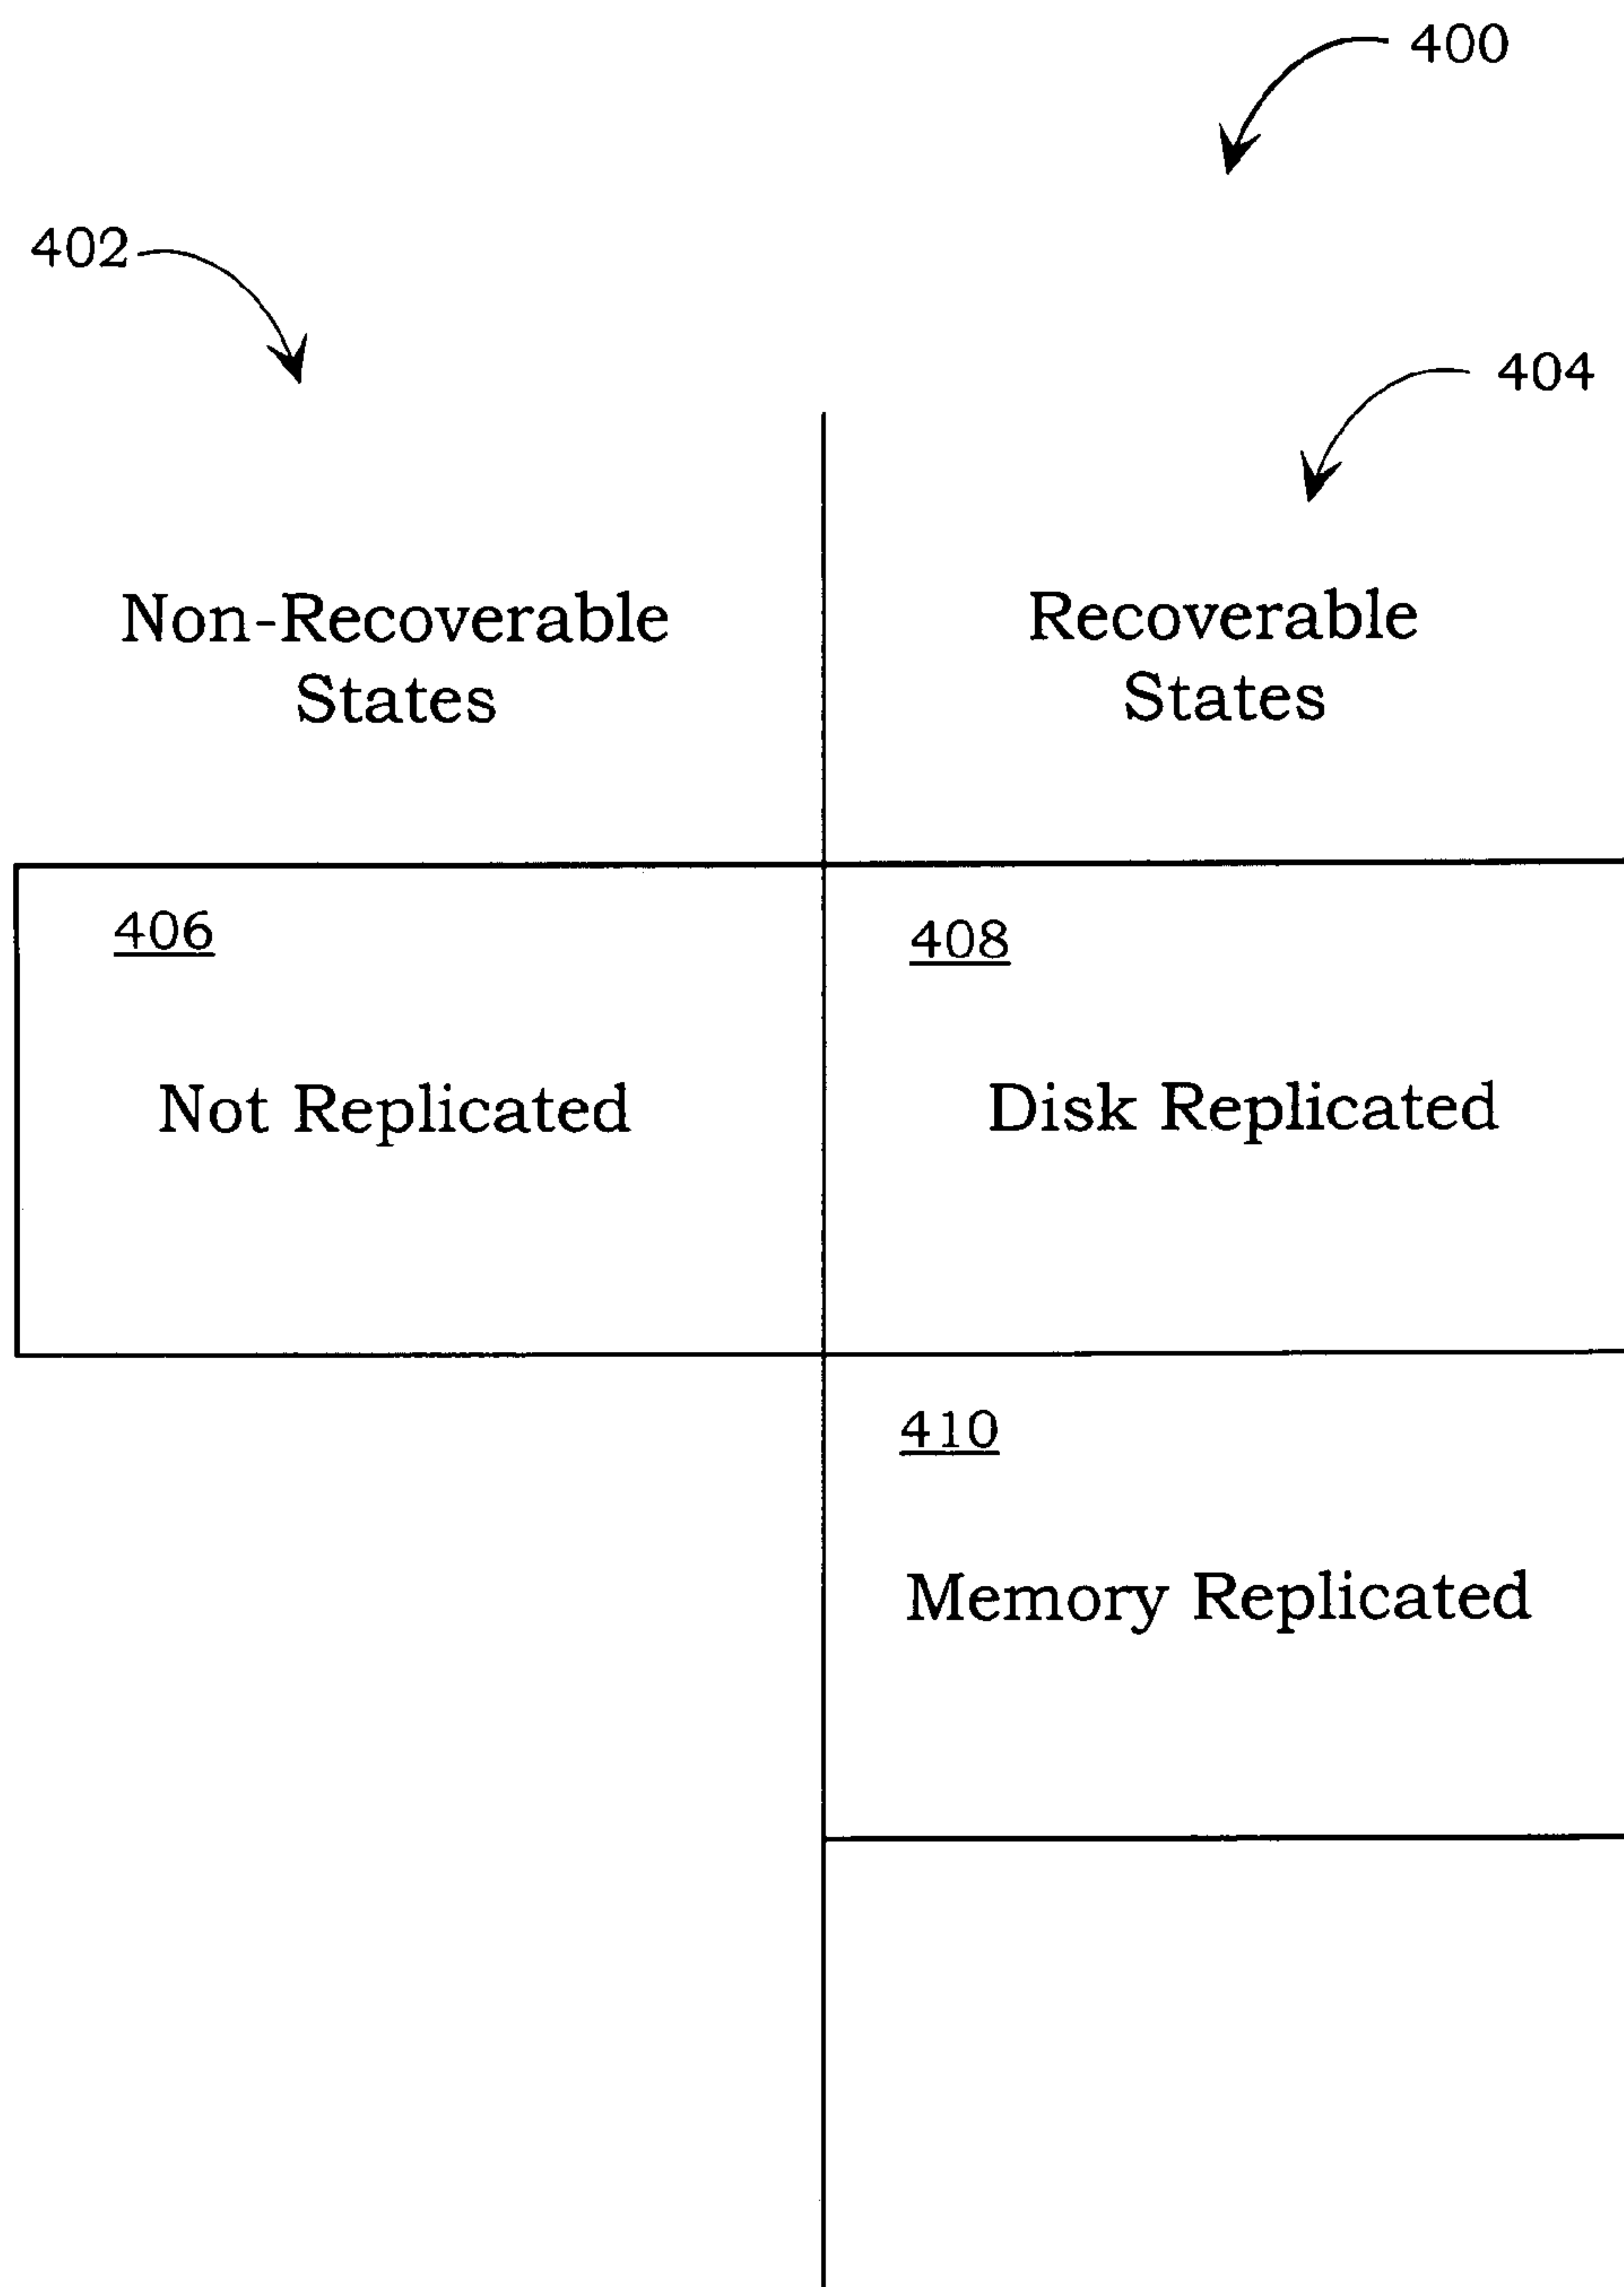 400
402
404
Non-Recoverable
States
Recoverable
States
406
Not Replicated
408
Disk Replicated
410
Memory Replicated